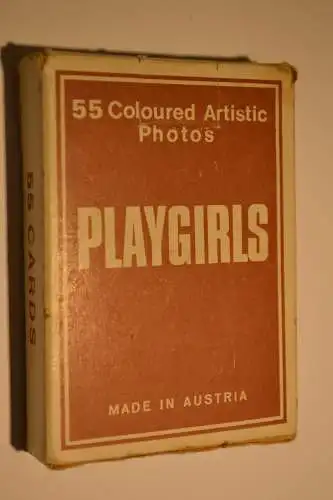 55 Coloured Artistic
Photos
PLAYGIRLS
MADE IN AUSTRIA
55 CARDS